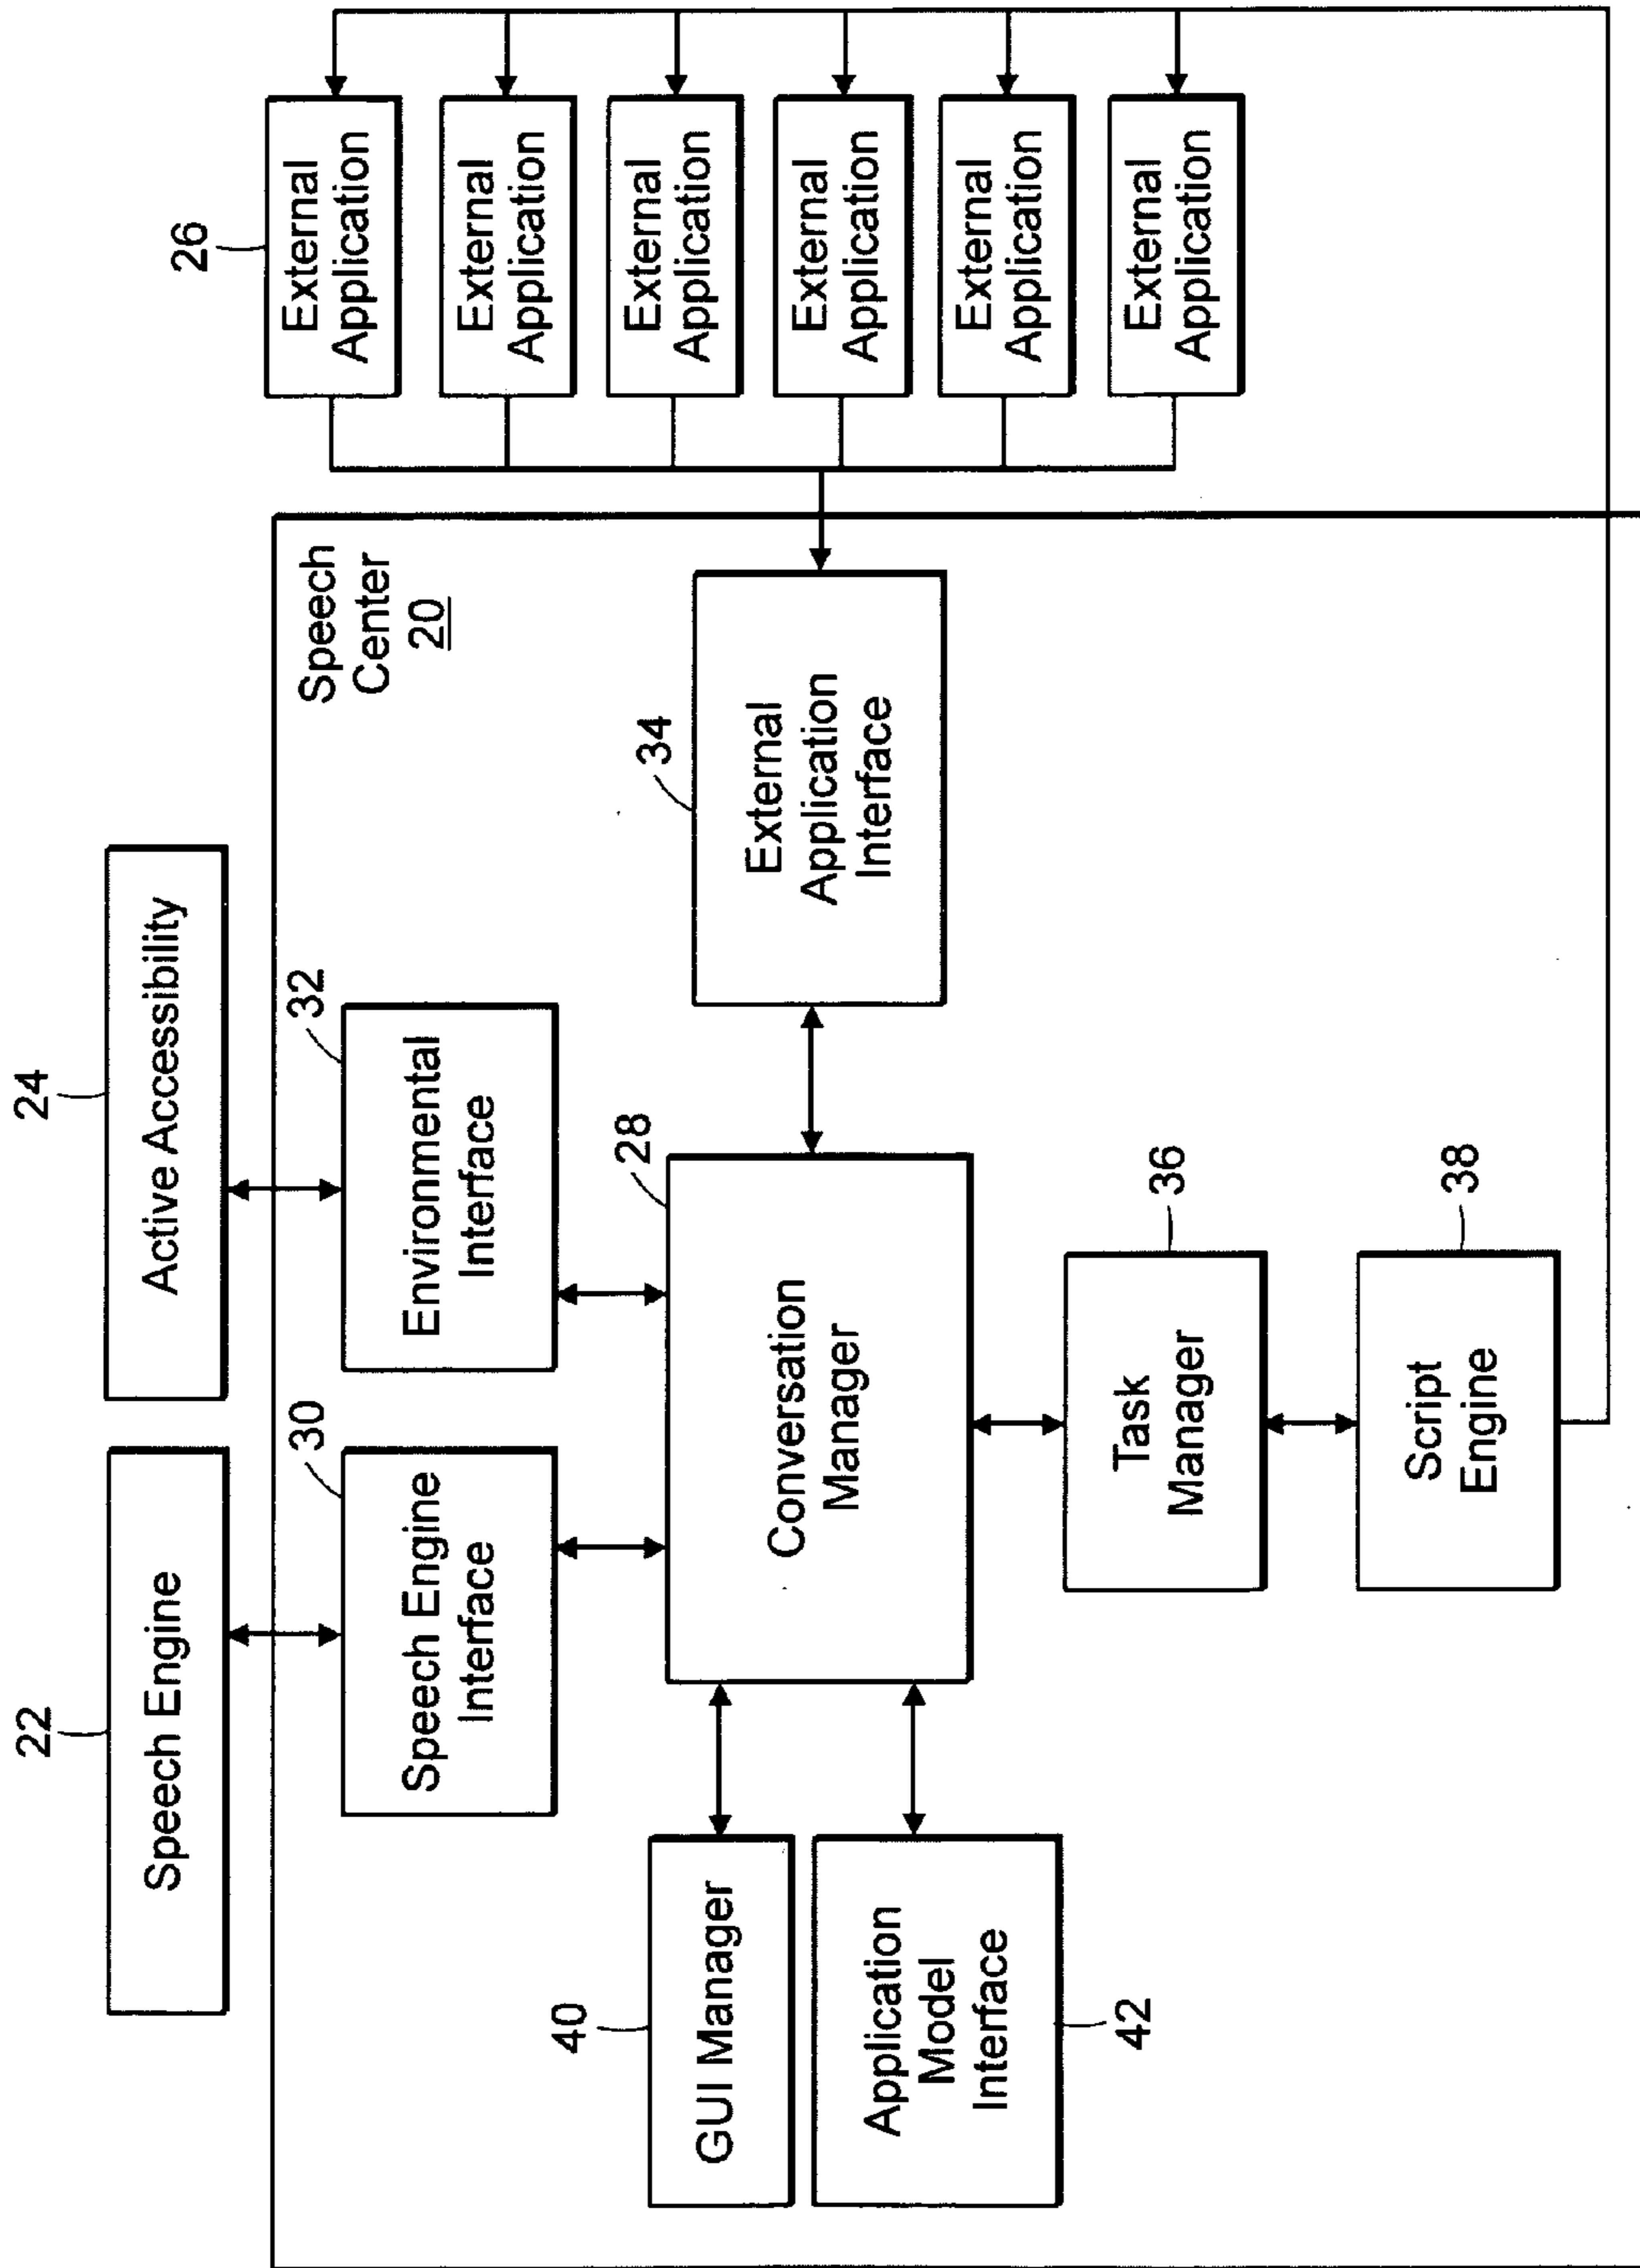 22
Speech Engine
24
Active Accessibility
Speech
Center
20
30
Speech Engine
Interface
32
Environmental
Interface
40
GUI Manager
Application
Model
Interface
42
28
Conversation
Manager
34
External
Application
Interface
Task
Manager
36
Script
Engine
38
26
External
Application
External
Application
External
Application
External
Application
External
Application
External
Application